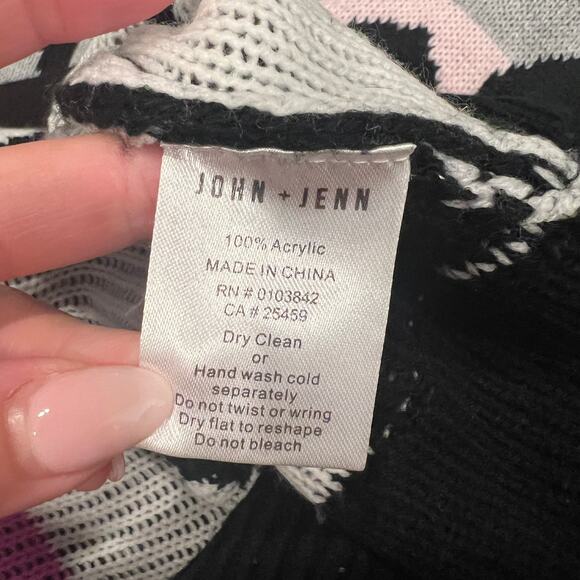 JOHN + JENN
100% Acrylic
MADE IN CHINA
RN # 0103842
CA # 25459
Dry Clean
or
Hand wash cold
separately
Do not twist or wring
Dry flat to reshape
Do not bleach